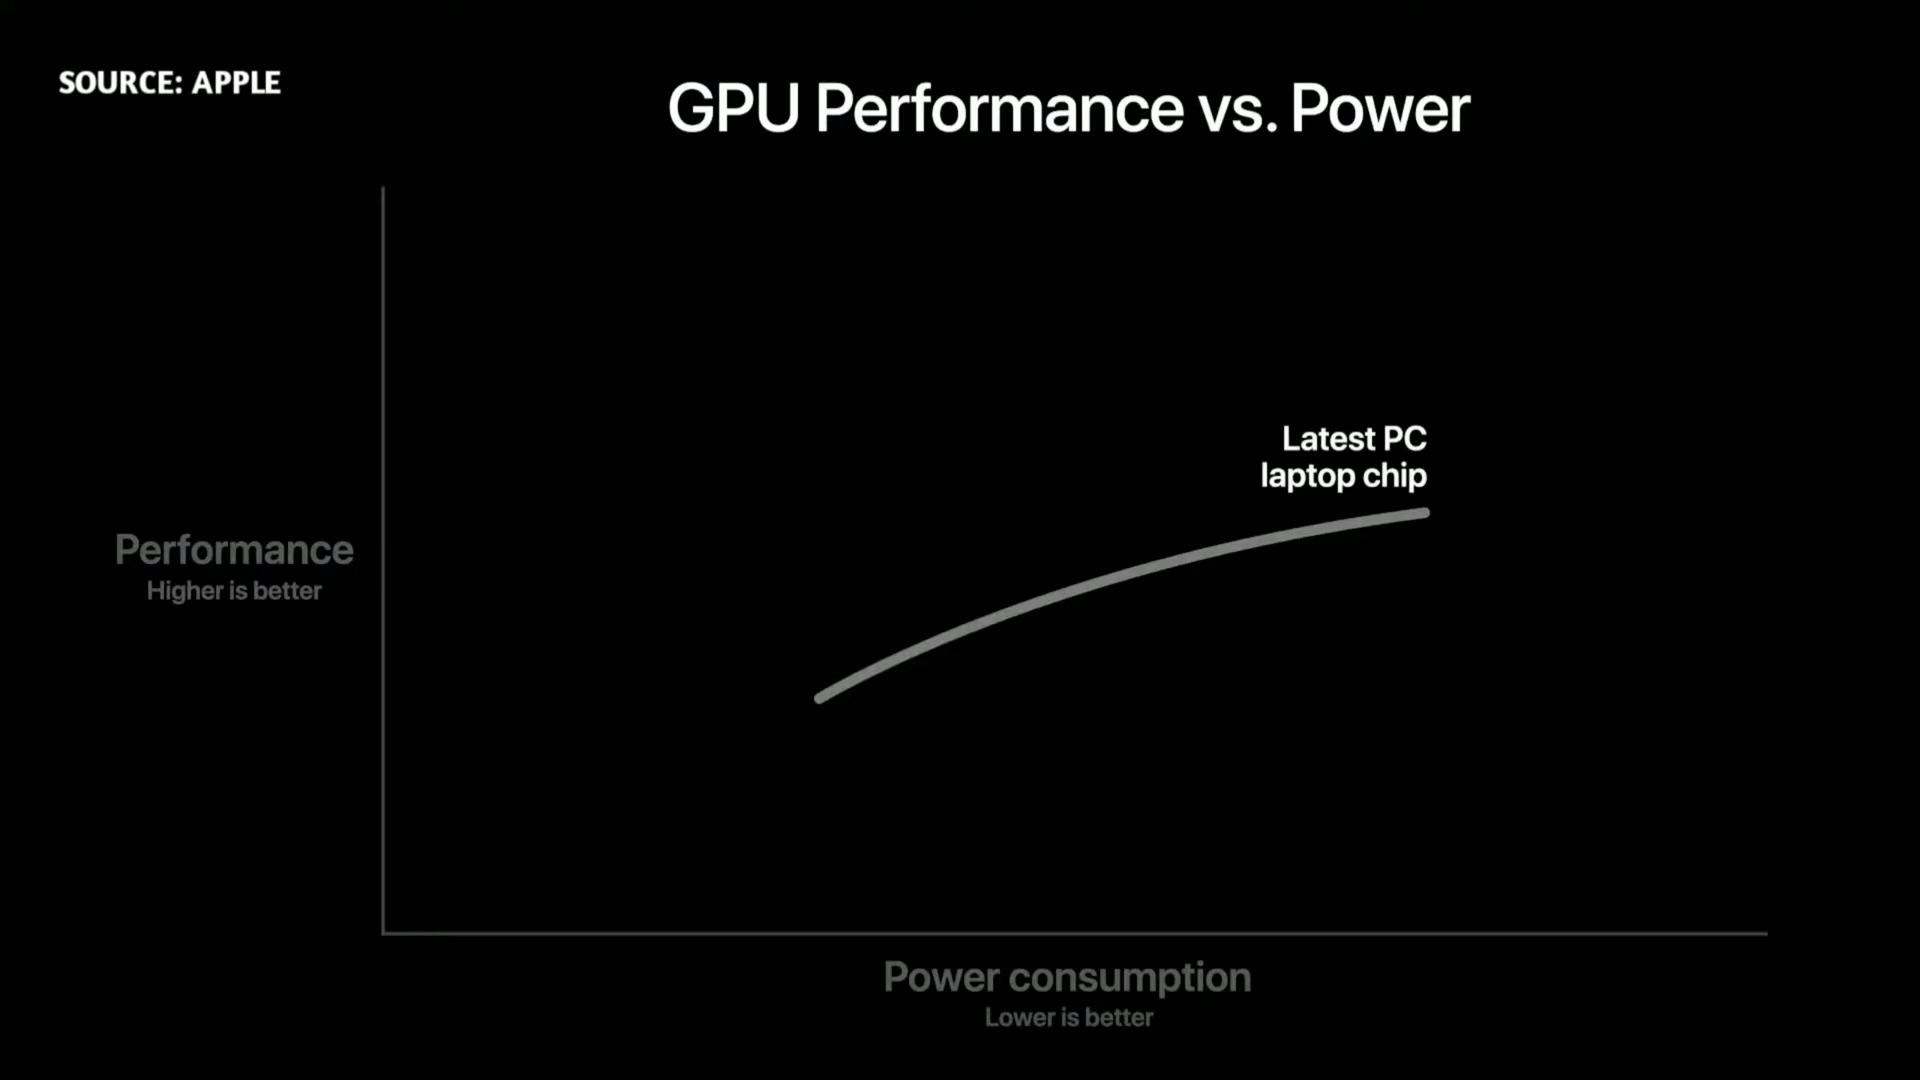 SOURCE: APPLE
GPU Performance vs. Power
Latest PC
laptop chip
Performance
Higher is better
Power consumption
Lower is better